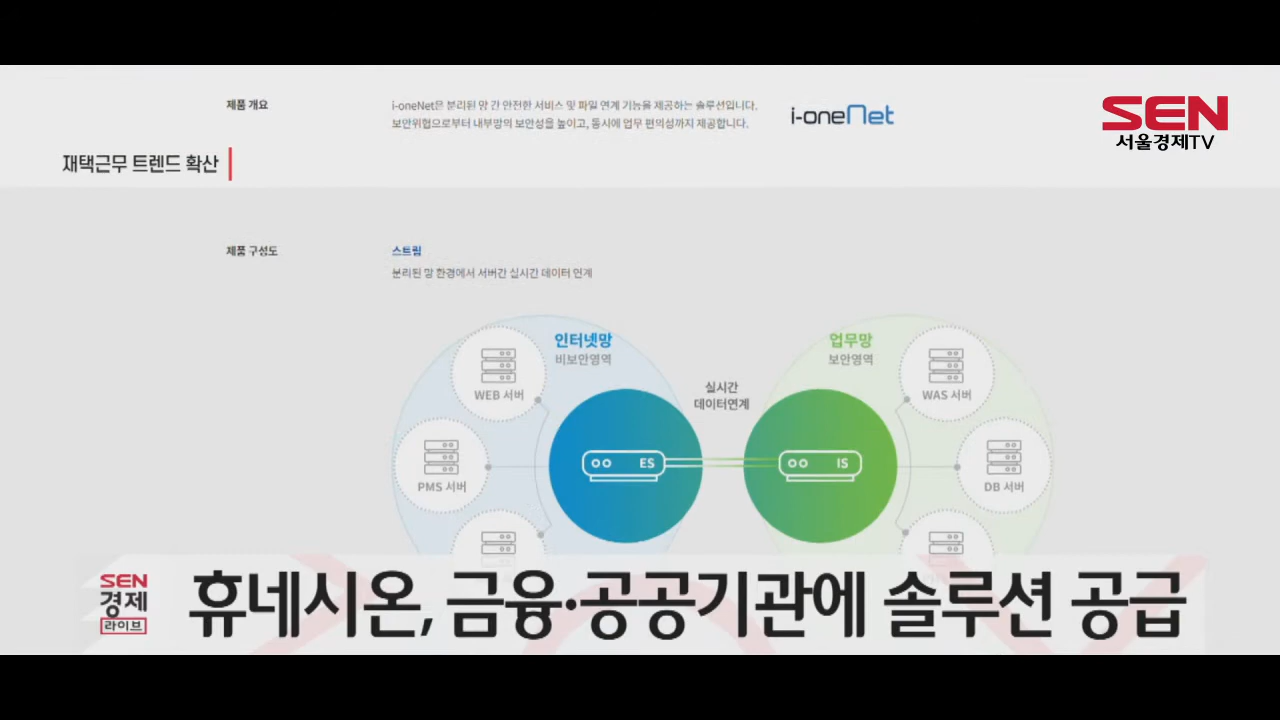 제품 개요
i-oneNet은 분리된 망 간 안전한 서비스 및 파일 연계 기능을 제공하는 솔루션입니다.
보안위협으로부터 내부망의 보안성을 높이고, 동시에 업무 편의성까지 제공합니다.
i-oneNet
SEN
서울경제TV
재택근무 트렌드 확산
제품 구성도
스트림
분리된 망 환경에서 서버간 실시간 데이터 연계
인터넷망
비보안영역
업무망
보안영역
실시간
데이터연계
WEB 서버
WAS 서버
ES
IS
PMS 서버
DB 서버
SEN
경제
라이브
휴네시온, 금융·공공기관에 솔루션 공급